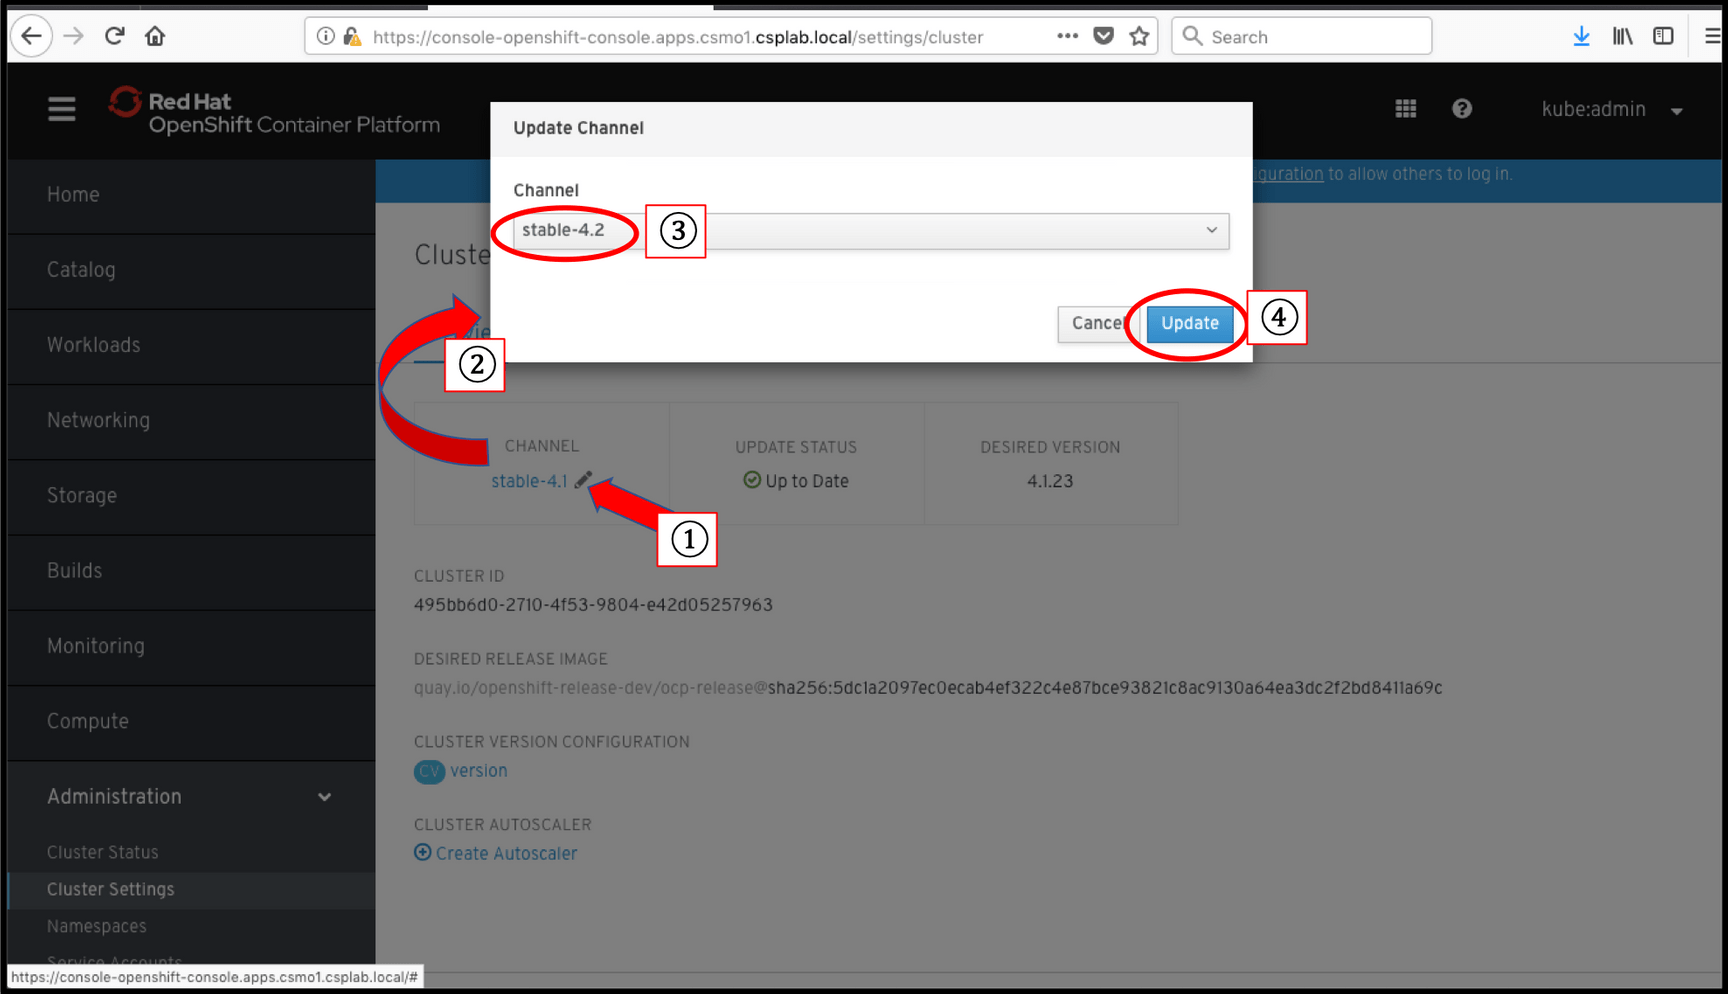 https://console-openshift-console.apps.csmo1.csplab.local/settings/cluster
Search
Red Hat
OpenShift Container Platform
kube:admin
Update Channel
guration to allow others to log in.
Home
Channel
stable-4.2
③
Cluste
Catalog
Cancel
Update
④
Workloads
②
Networking
CHANNEL
UPDATE STATUS
DESIRED VERSION
stable-4.1
Up to Date
4.1.23
Storage
①
Builds
CLUSTER ID
495bb6d0-2710-4f53-9804-e42d05257963
Monitoring
DESIRED RELEASE IMAGE
quay.io/openshift-release-dev/ocp-release@sha256:5dc1a2097ec0ecab4ef322c4e87bce93821c8ac9130a64ea3dc2f2bd8411a69c
Compute
CLUSTER VERSION CONFIGURATION
CV version
Administration
CLUSTER AUTOSCALER
Create Autoscaler
Cluster Status
Cluster Settings
Namespaces
Service Accounts
https://console-openshift-console.apps.csmo1.csplab.local/#